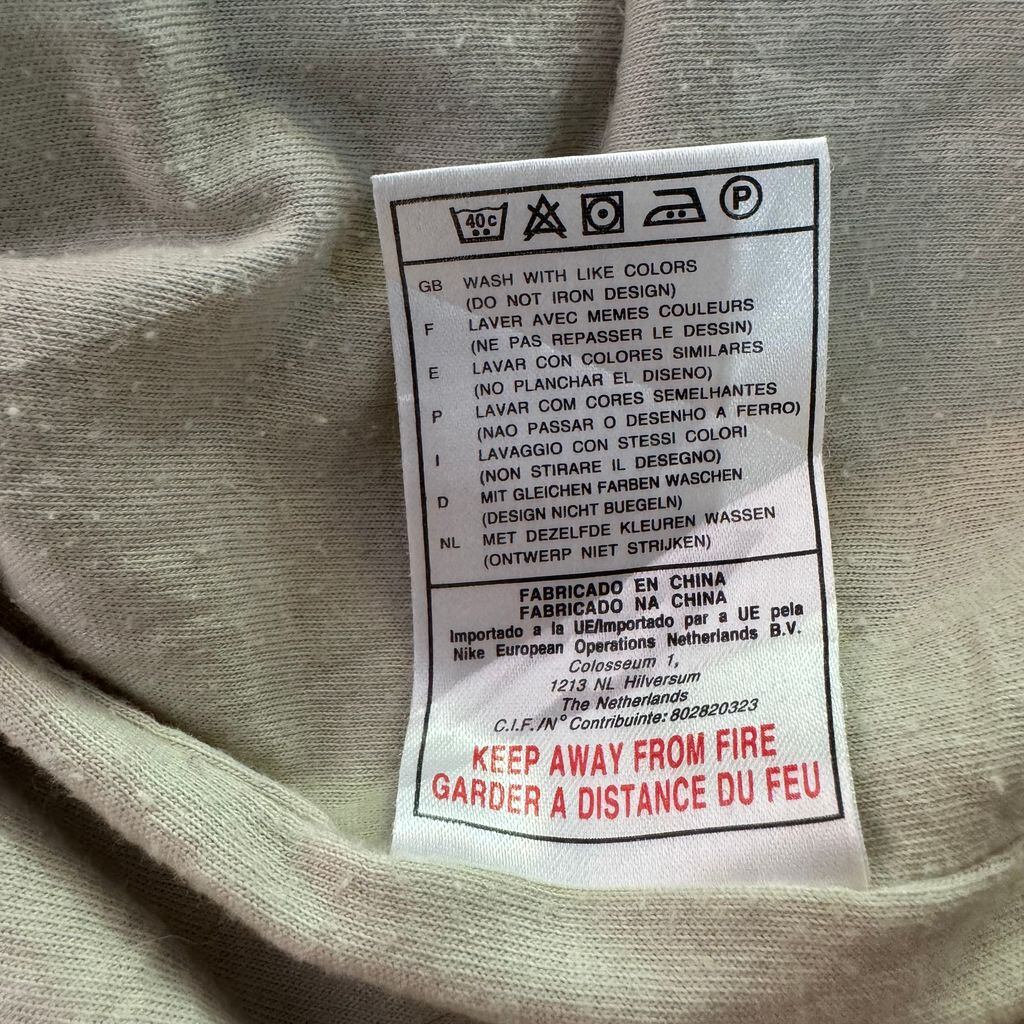 40c P
GB WASH WITH LIKE COLORS
(DO NOT IRON DESIGN)
F LAVER AVEC MEMES COULEURS
(NE PAS REPASSER LE DESSIN)
E LAVAR CON COLORES SIMILARES
(NO PLANCHAR EL DISENO)
P LAVAR COM CORES SEMELHANTES
(NAO PASSAR O DESENHO A FERRO)
I LAVAGGIO CON STESSI COLORI
(NON STIRARE IL DESEGNO)
D MIT GLEICHEN FARBEN WASCHEN
(DESIGN NICHT BUEGELN)
NL MET DEZELFDE KLEUREN WASSEN
(ONTWERP NIET STRIJKEN)
FABRICADO EN CHINA
FABRICADO NA CHINA
Importado a la UE/Importado par a UE pela
Nike European Operations Netherlands B.V.
Colosseum 1,
1213 NL Hilversum
The Netherlands
C.I.F./N° Contribuinte: 802820323
KEEP AWAY FROM FIRE
GARDER A DISTANCE DU FEU